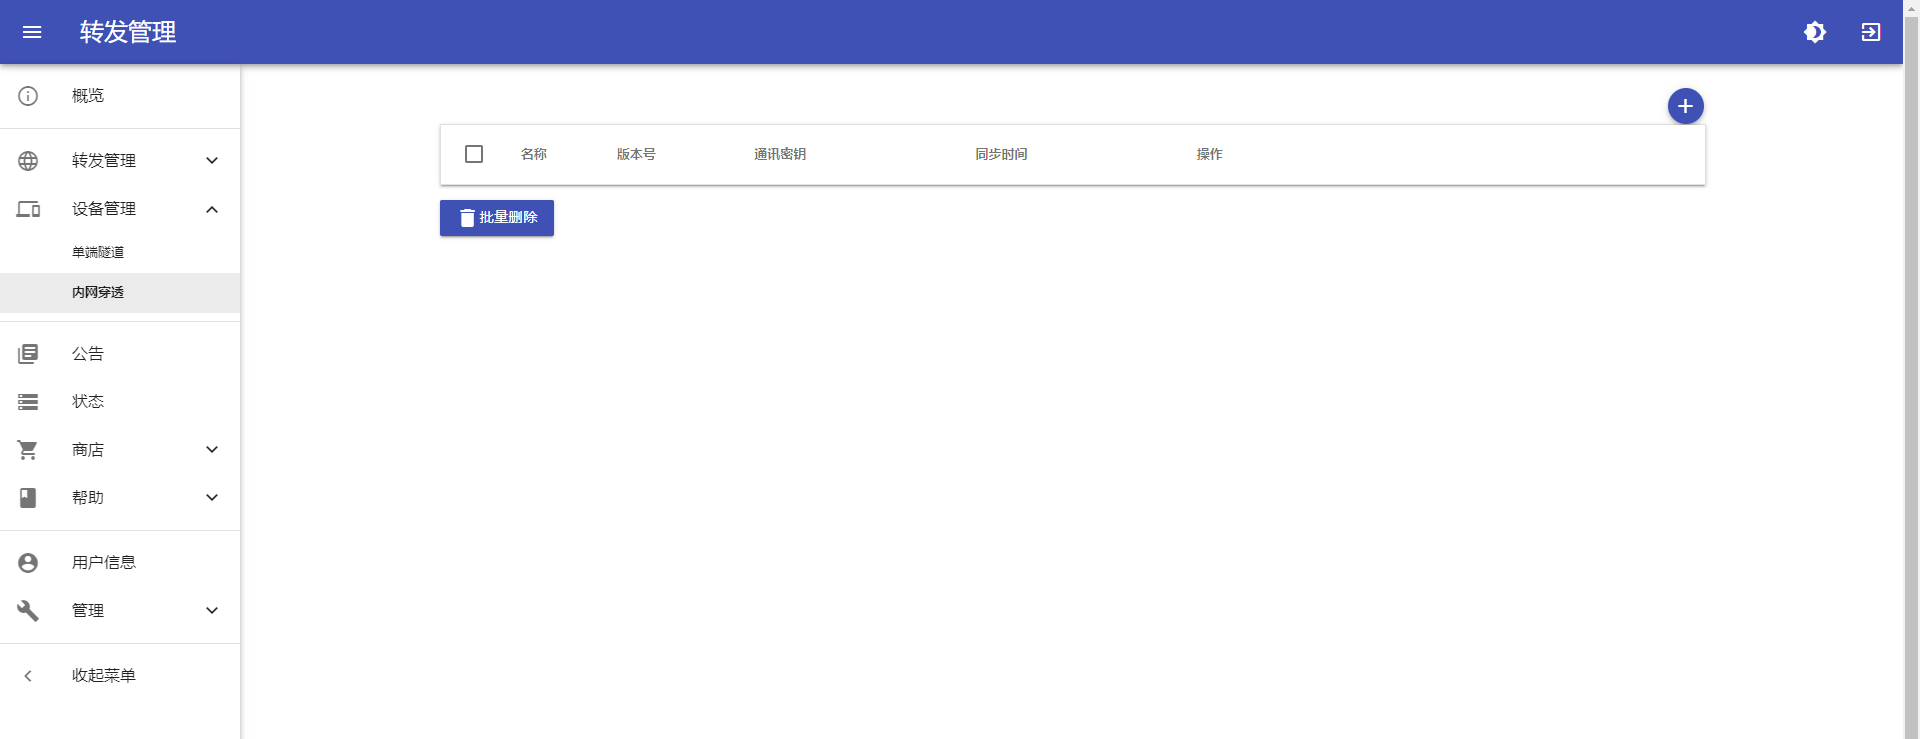 转发管理
概览
转发管理
设备管理
单端隧道
内网穿透
公告
状态
商店
帮助
用户信息
管理
收起菜单
名称 版本号 通讯密钥 同步时间 操作
批量删除